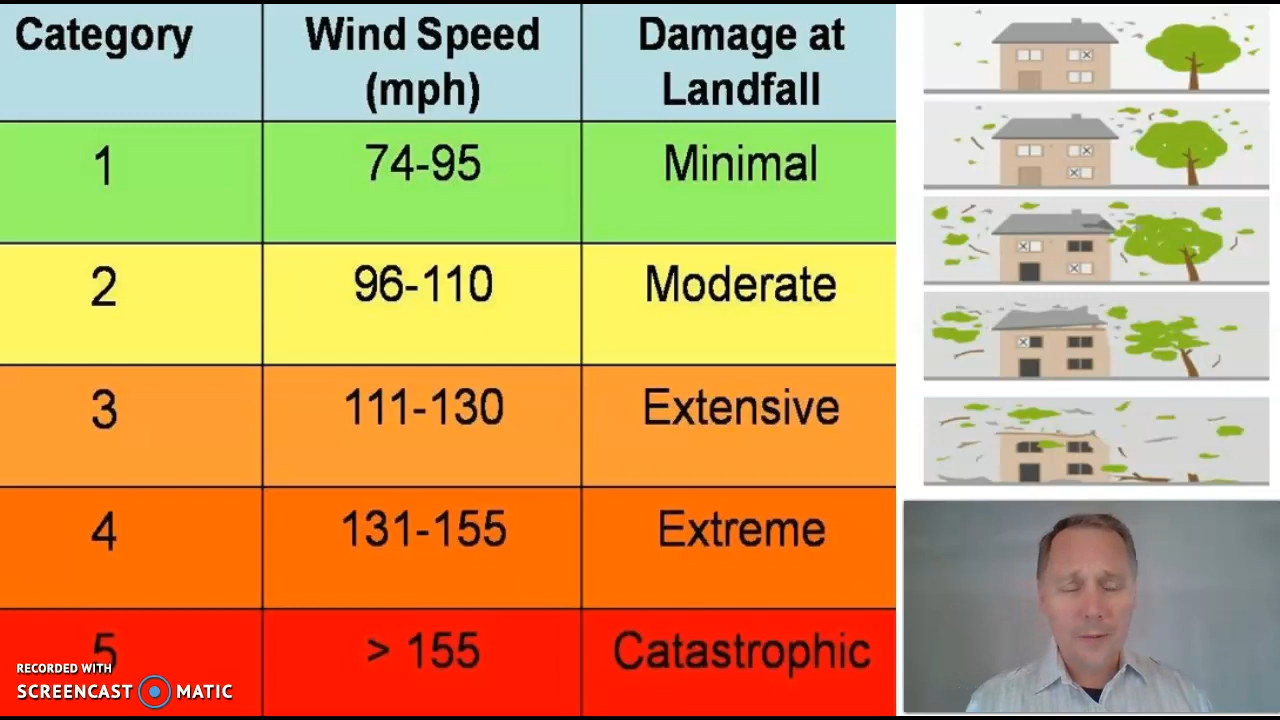 Category Wind Speed (mph) Damage at Landfall
1 74-95 Minimal
2 96-110 Moderate
3 111-130 Extensive
4 131-155 Extreme
5 > 155 Catastrophic
RECORDED WITH
SCREENCAST MATIC